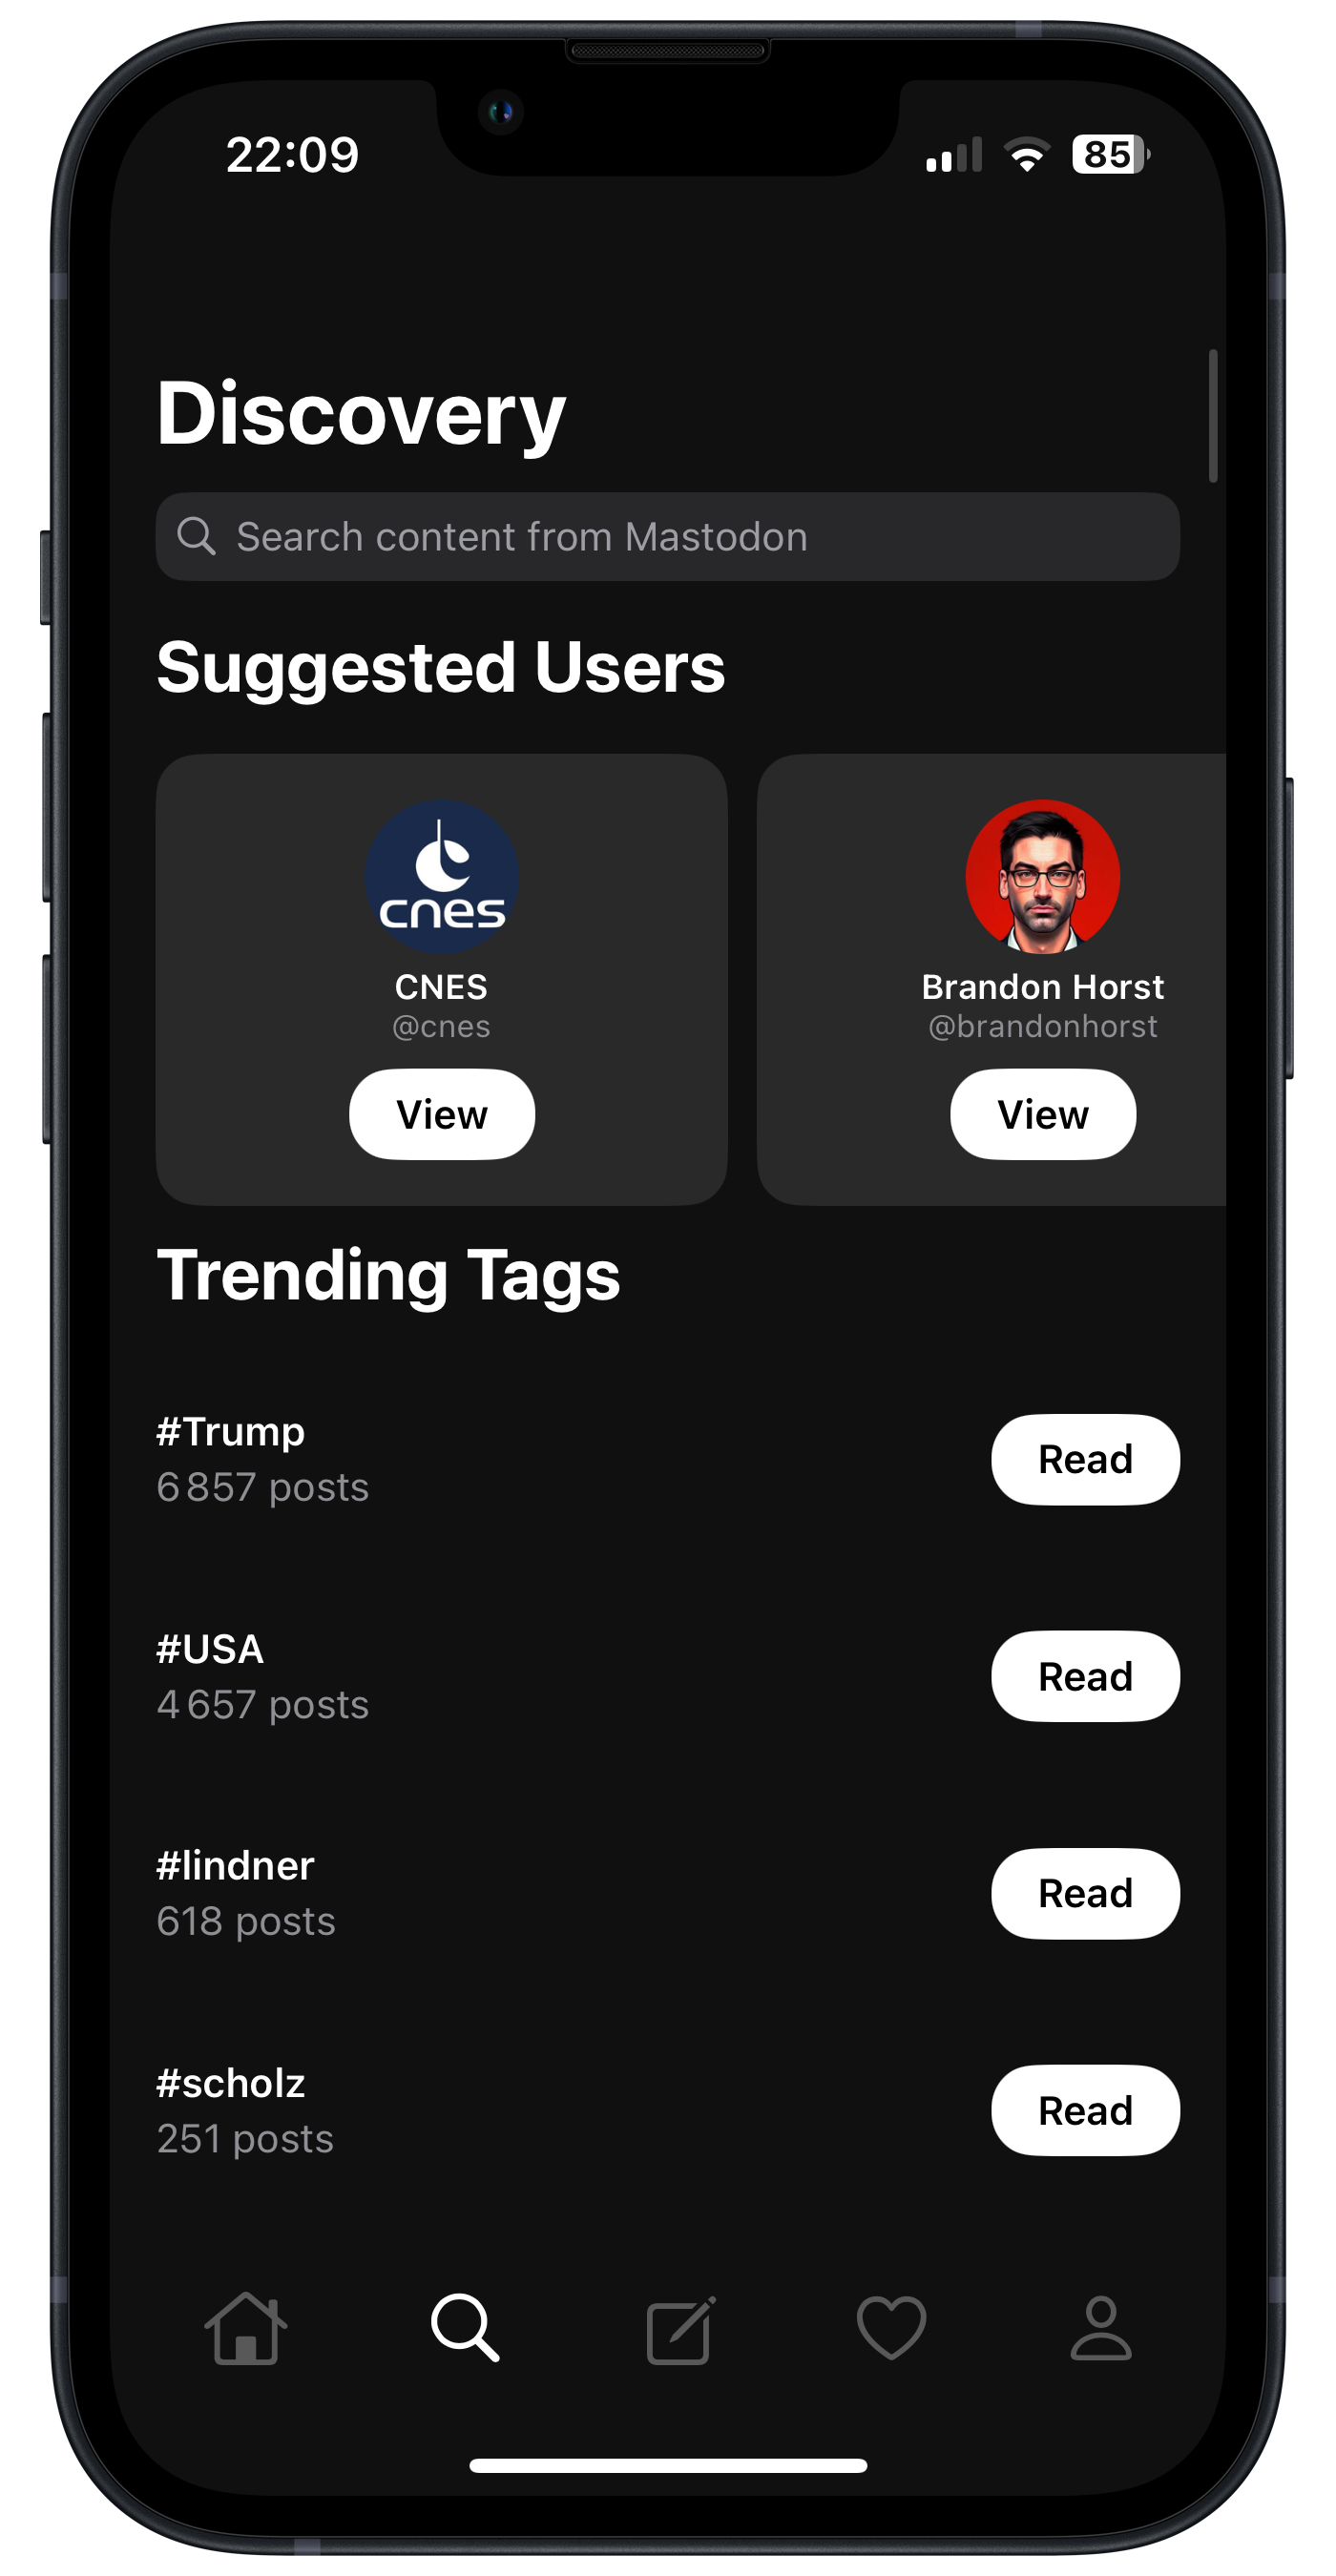 22:09
85
Discovery
Search content from Mastodon
Suggested Users
cnes
CNES
@cnes
View
Brandon Horst
@brandonhorst
View
Trending Tags
#Trump
6 857 posts
Read
#USA
4 657 posts
Read
#lindner
618 posts
Read
#scholz
251 posts
Read